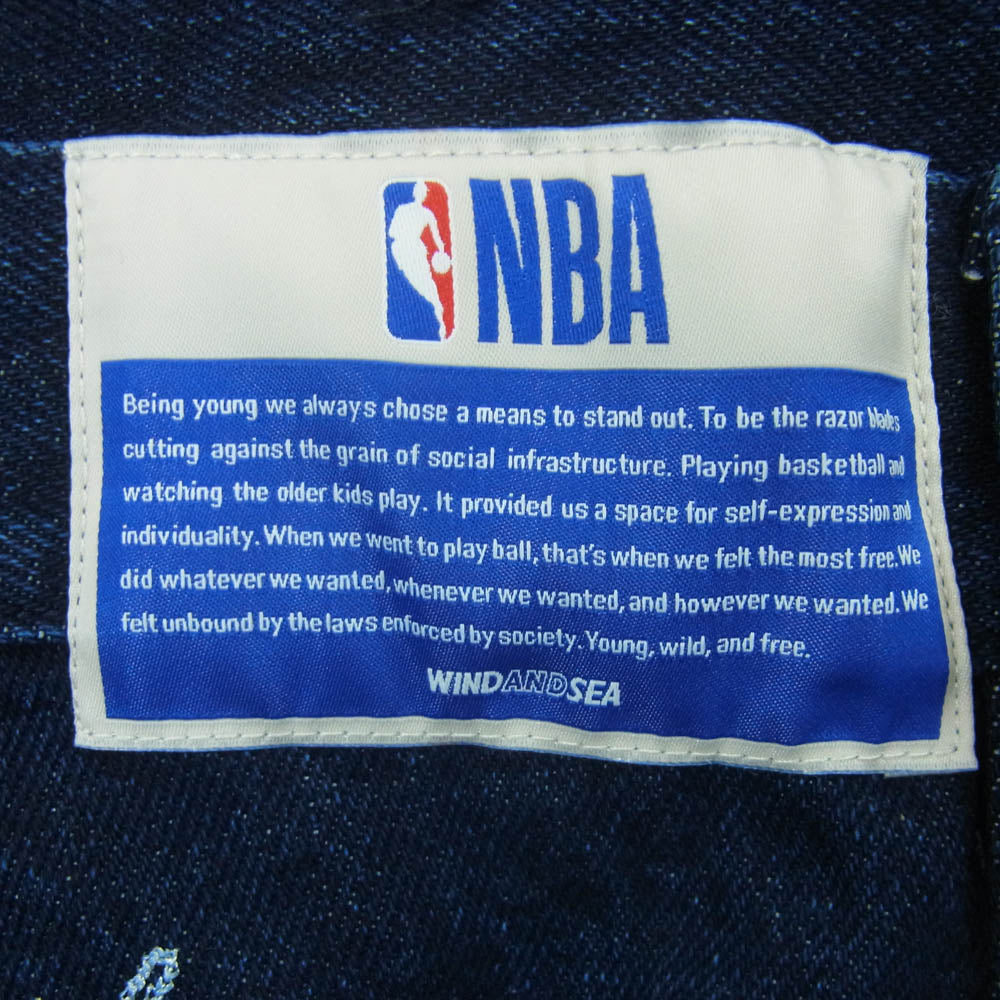 NBA
Being young we always chose a means to stand out. To be the razor blades
cutting against the grain of social infrastructure. Playing basketball and
watching the older kids play. It provided us a space for self-expression and
individuality. When we went to play ball, that's when we felt the most free. We
did whatever we wanted, whenever we wanted, and however we wanted. We
felt unbound by the laws enforced by society. Young, wild, and free.
WINDANDSEA